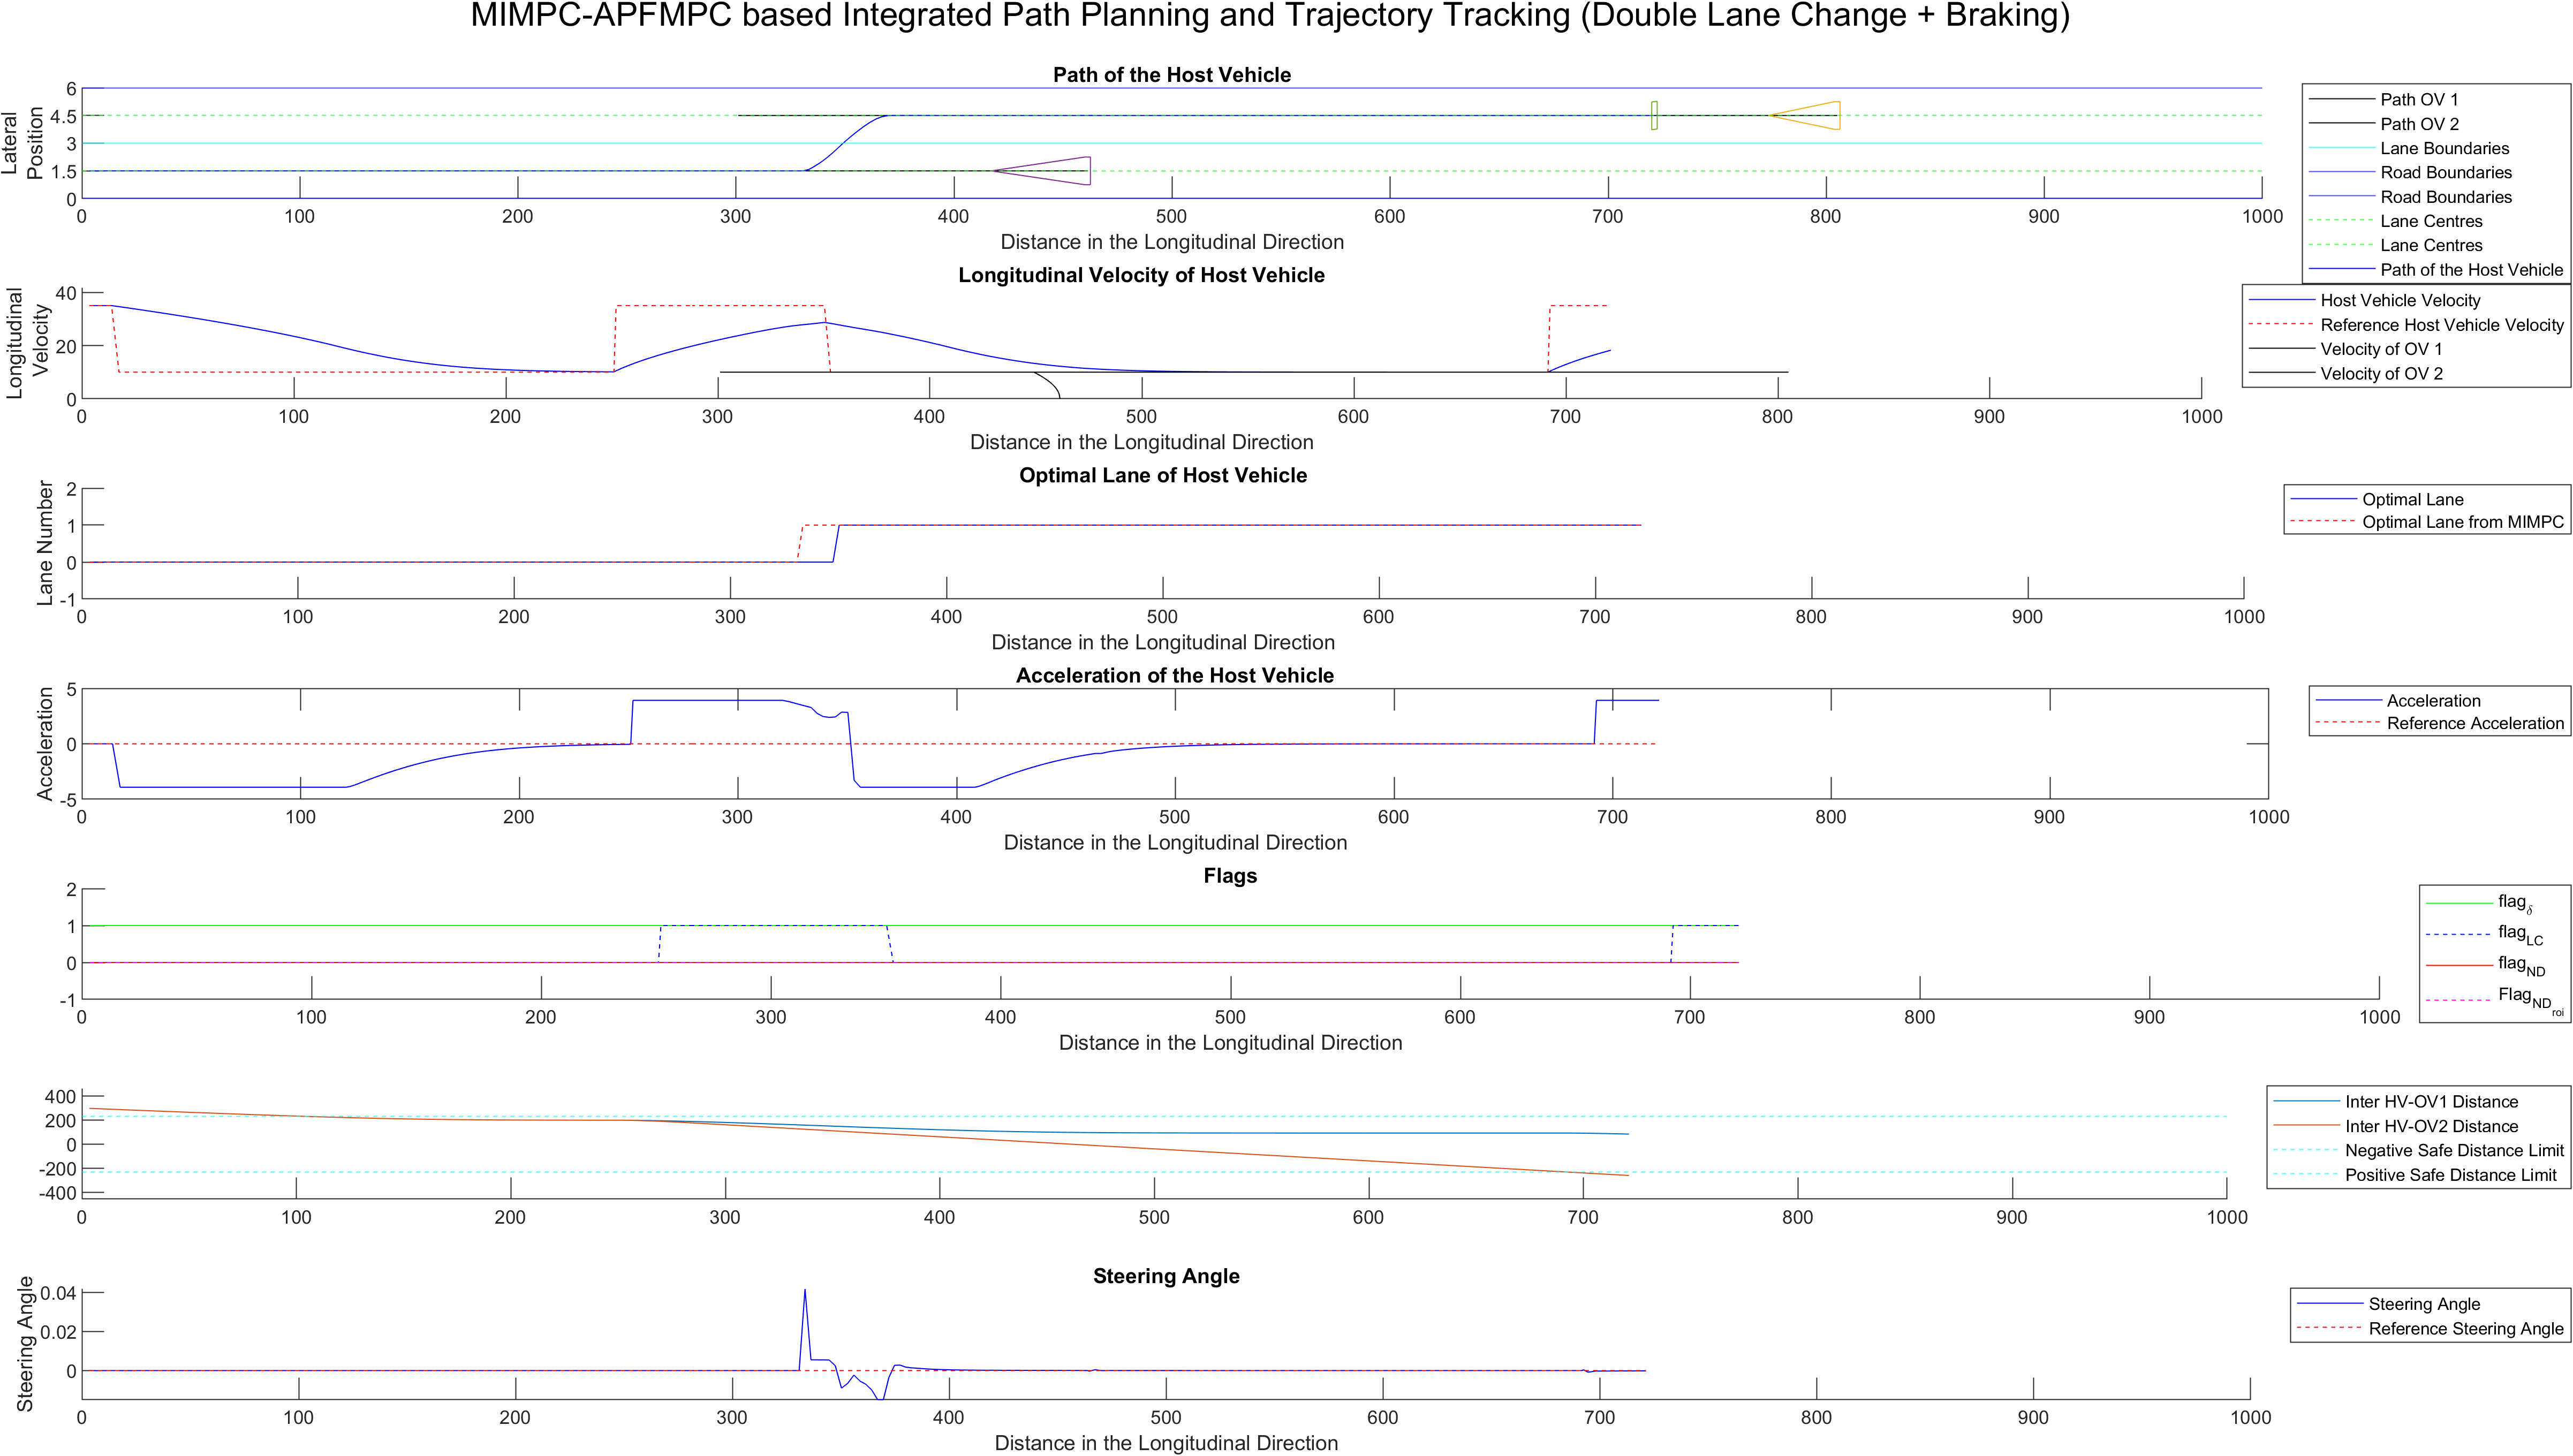 MIMPC-APFMPC based Integrated Path Planning and Trajectory Tracking (Double Lane Change + Braking)
Path of the Host Vehicle
Lateral
Position
6
4.5
3
1.5
0
0 100 200 300 400 500 600 700 800 900 1000
Distance in the Longitudinal Direction
Path OV 1
Path OV 2
Lane Boundaries
Road Boundaries
Road Boundaries
Lane Centres
Lane Centres
Path of the Host Vehicle
Longitudinal Velocity of Host Vehicle
Longitudinal
Velocity
40
20
0
0 100 200 300 400 500 600 700 800 900 1000
Distance in the Longitudinal Direction
Host Vehicle Velocity
Reference Host Vehicle Velocity
Velocity of OV 1
Velocity of OV 2
Optimal Lane of Host Vehicle
Lane Number
2
1
0
-1
0 100 200 300 400 500 600 700 800 900 1000
Distance in the Longitudinal Direction
Optimal Lane
Optimal Lane from MIMPC
Acceleration of the Host Vehicle
Acceleration
5
0
-5
0 100 200 300 400 500 600 700 800 900 1000
Distance in the Longitudinal Direction
Acceleration
Reference Acceleration
Flags
2
1
0
-1
0 100 200 300 400 500 600 700 800 900 1000
Distance in the Longitudinal Direction
flagδ
flagLC
flagND
FlagNDroi
400
200
0
-200
-400
0 100 200 300 400 500 600 700 800 900 1000
Inter HV-OV1 Distance
Inter HV-OV2 Distance
Negative Safe Distance Limit
Positive Safe Distance Limit
Steering Angle
Steering Angle
0.04
0.02
0
0 100 200 300 400 500 600 700 800 900 1000
Distance in the Longitudinal Direction
Steering Angle
Reference Steering Angle